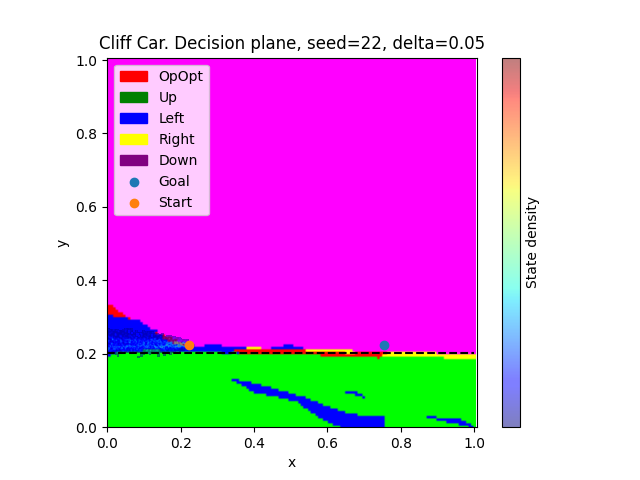 Cliff Car. Decision plane, seed=22, delta=0.05
1.0
0.8
0.6
0.4
0.2
0.0
y
OpOpt
Up
Left
Right
Down
Goal
Start
0.0 0.2 0.4 0.6 0.8 1.0
x
State density